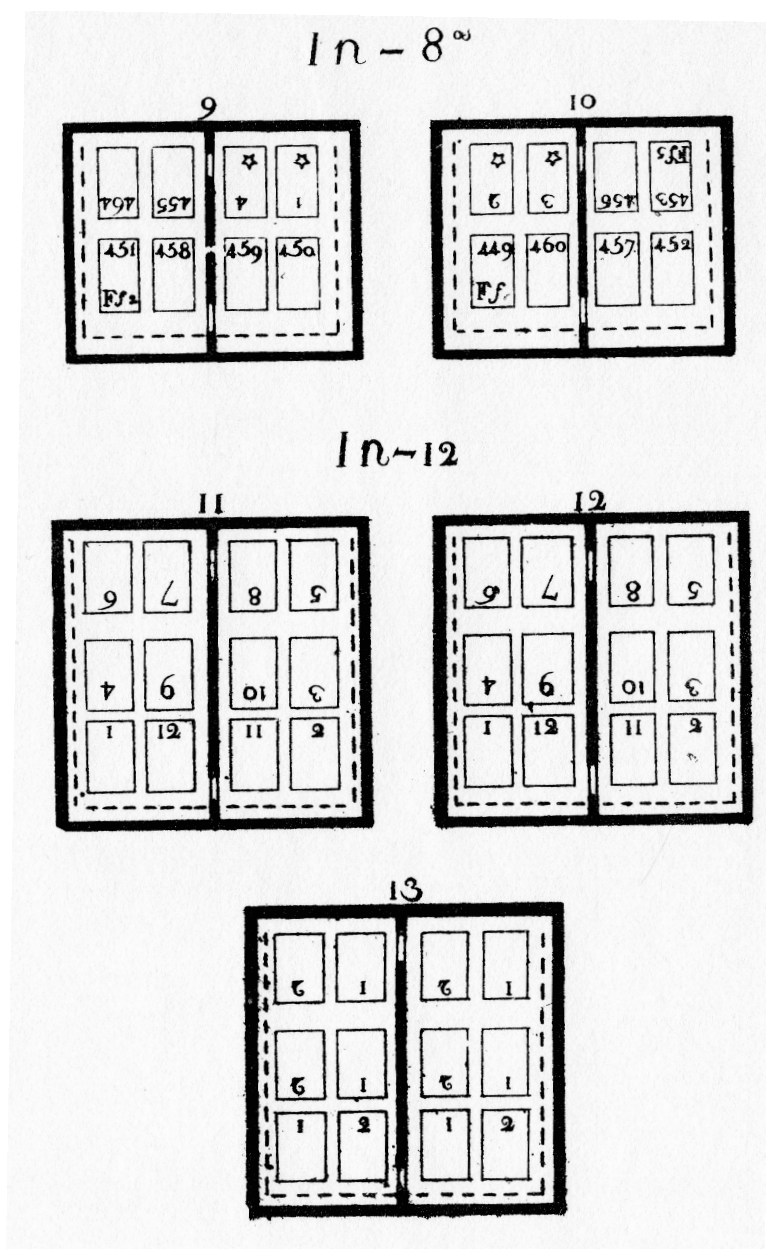 In - 8°
9 10
☆ ☆ ☆ ☆ Ff3
464 455 4 1 2 3 456 453
451 458 459 450 449 460 457 452
Ff2 Ff
In-12
11 12
6 7 8 5 6 7 8 5
4 9 10 3 4 9 10 3
1 12 11 2 1 12 11 2
13
2 1 2 1
2 1 2 1
1 2 1 2